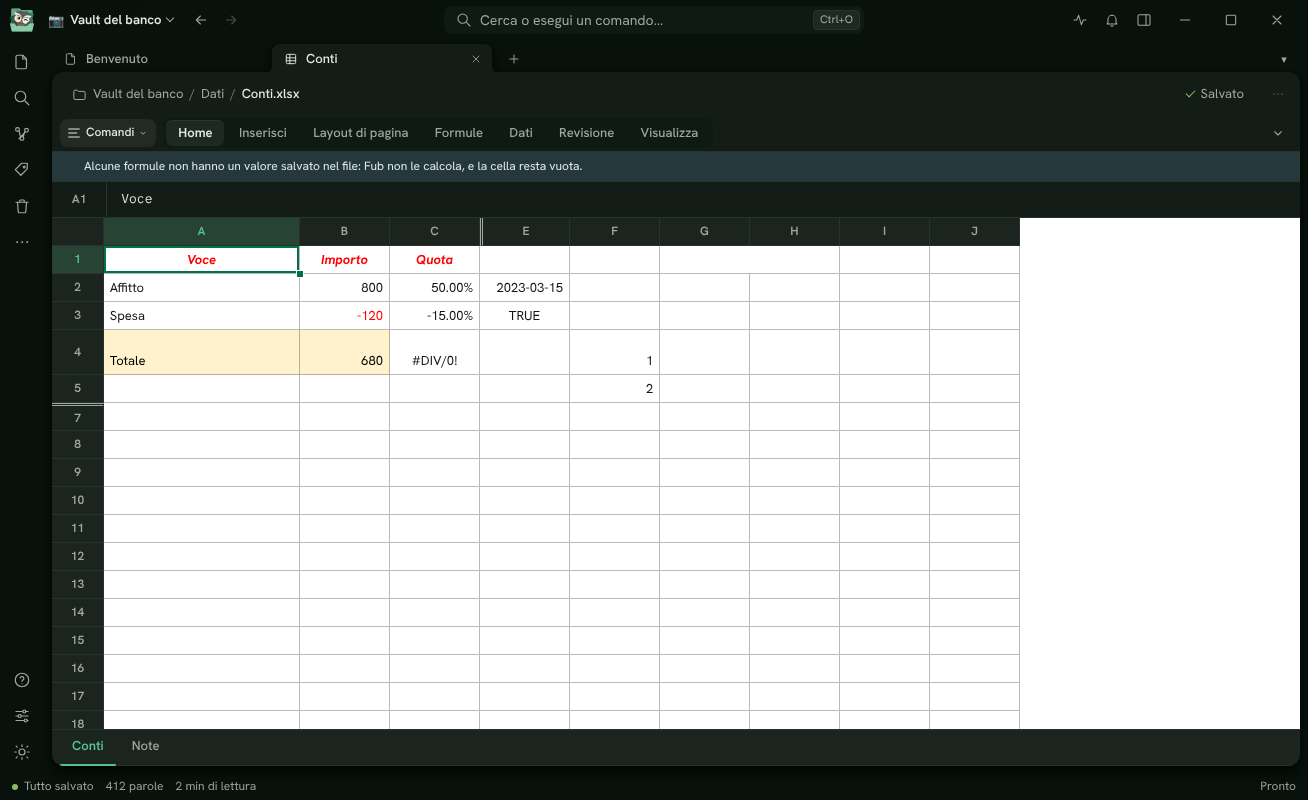 Vault del banco
Cerca o esegui un comando...
Ctrl+O
Benvenuto
Conti
Vault del banco / Dati / Conti.xlsx
Salvato
Comandi
Home
Inserisci
Layout di pagina
Formule
Dati
Revisione
Visualizza
Alcune formule non hanno un valore salvato nel file: Fub non le calcola, e la cella resta vuota.
A1 Voce
A B C E F G H I J
1 Voce Importo Quota
2 Affitto 800 50.00% 2023-03-15
3 Spesa -120 -15.00% TRUE
4 Totale 680 #DIV/0! 1
5 2
7
8
9
10
11
12
13
14
15
16
17
18
Conti Note
Tutto salvato 412 parole 2 min di lettura
Pronto